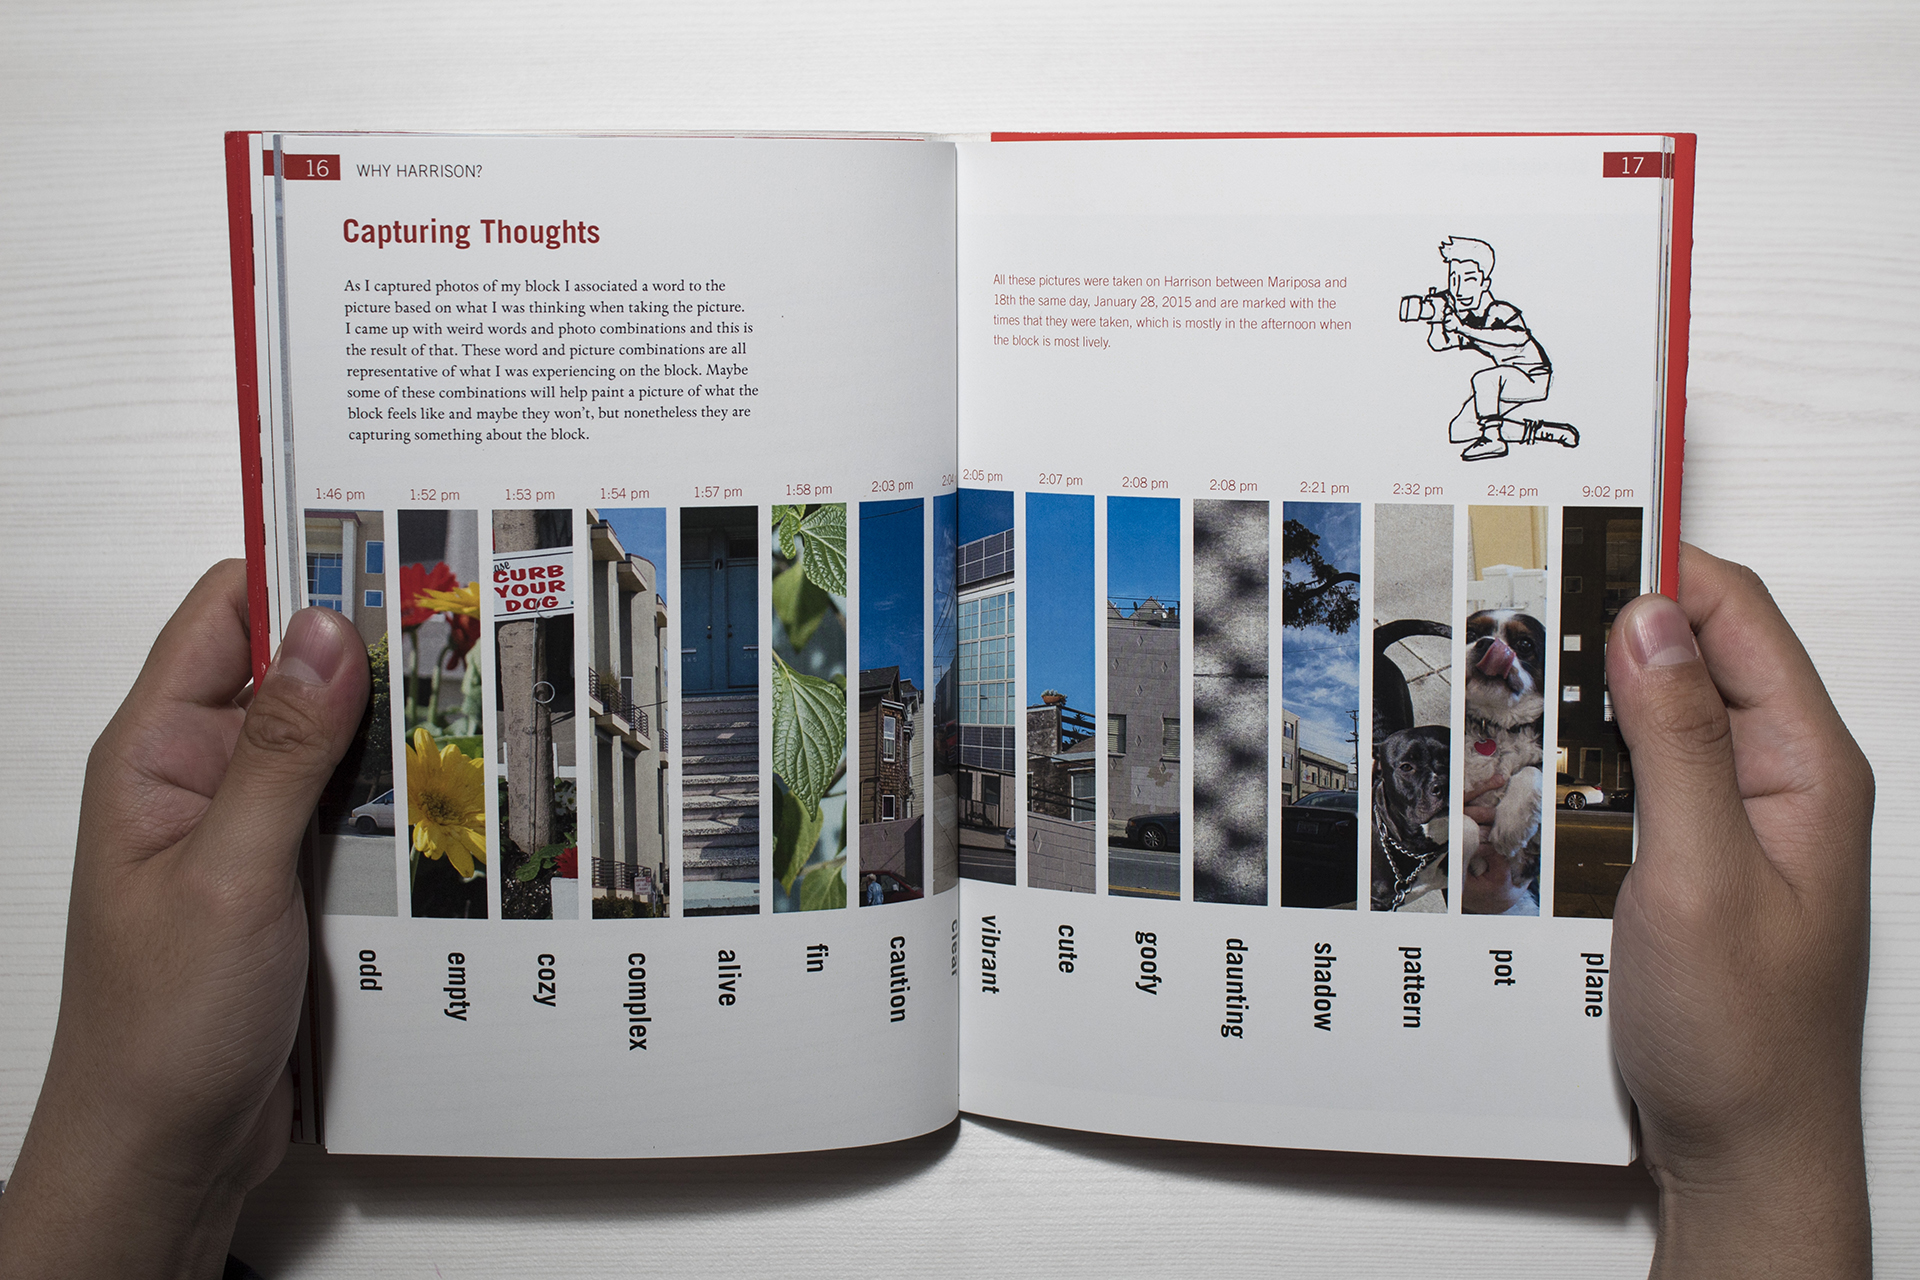 16 WHY HARRISON?
Capturing Thoughts
As I captured photos of my block I associated a word to the
picture based on what I was thinking when taking the picture.
I came up with weird words and photo combinations and this is
the result of that. These word and picture combinations are all
representative of what I was experiencing on the block. Maybe
some of these combinations will help paint a picture of what the
block feels like and maybe they won't, but nonetheless they are
capturing something about the block.
1:46 pm 1:52 pm 1:53 pm 1:54 pm 1:57 pm 1:58 pm 2:03 pm
CURB
YOUR
DOG
odd
empty
cozy
complex
alive
fin
caution
clear
17
All these pictures were taken on Harrison between Mariposa and
18th the same day, January 28, 2015 and are marked with the
times that they were taken, which is mostly in the afternoon when
the block is most lively.
2:05 pm 2:07 pm 2:08 pm 2:08 pm 2:21 pm 2:32 pm 2:42 pm 9:02 pm
vibrant
cute
goofy
daunting
shadow
pattern
pot
plane